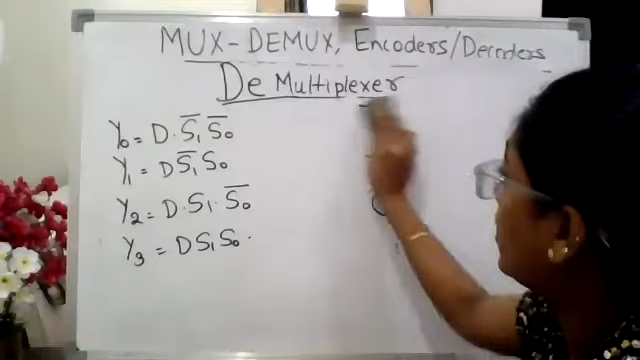 MUX-DEMUX, Encoders/Decoders
De Multiplexer
Y₀ = D · S̅₁ S̅₀
Y₁ = D S̅₁ S₀
Y₂ = D · S₁ · S̅₀
Y₃ = D S₁ S₀ ·